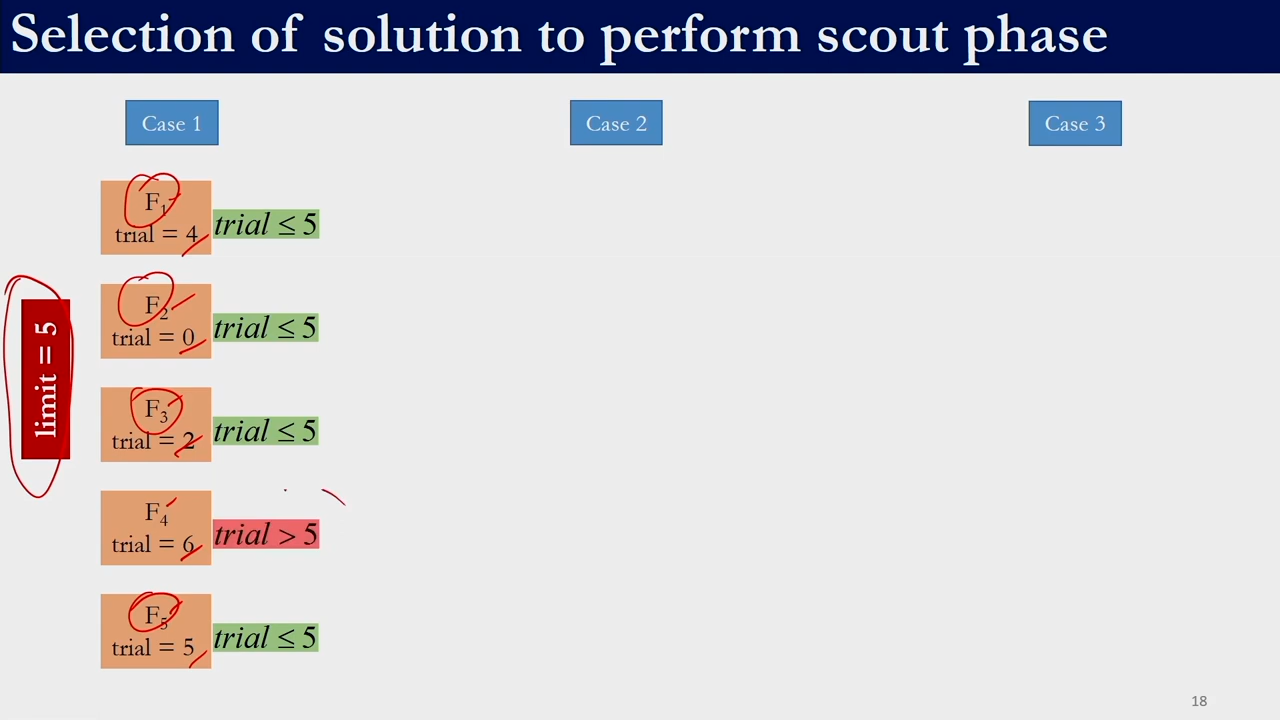 Selection of solution to perform scout phase
Case 1
Case 2
Case 3
limit = 5
F1
trial = 4
trial ≤ 5
F2
trial = 0
trial ≤ 5
F3
trial = 2
trial ≤ 5
F4
trial = 6
trial > 5
F5
trial = 5
trial ≤ 5
18